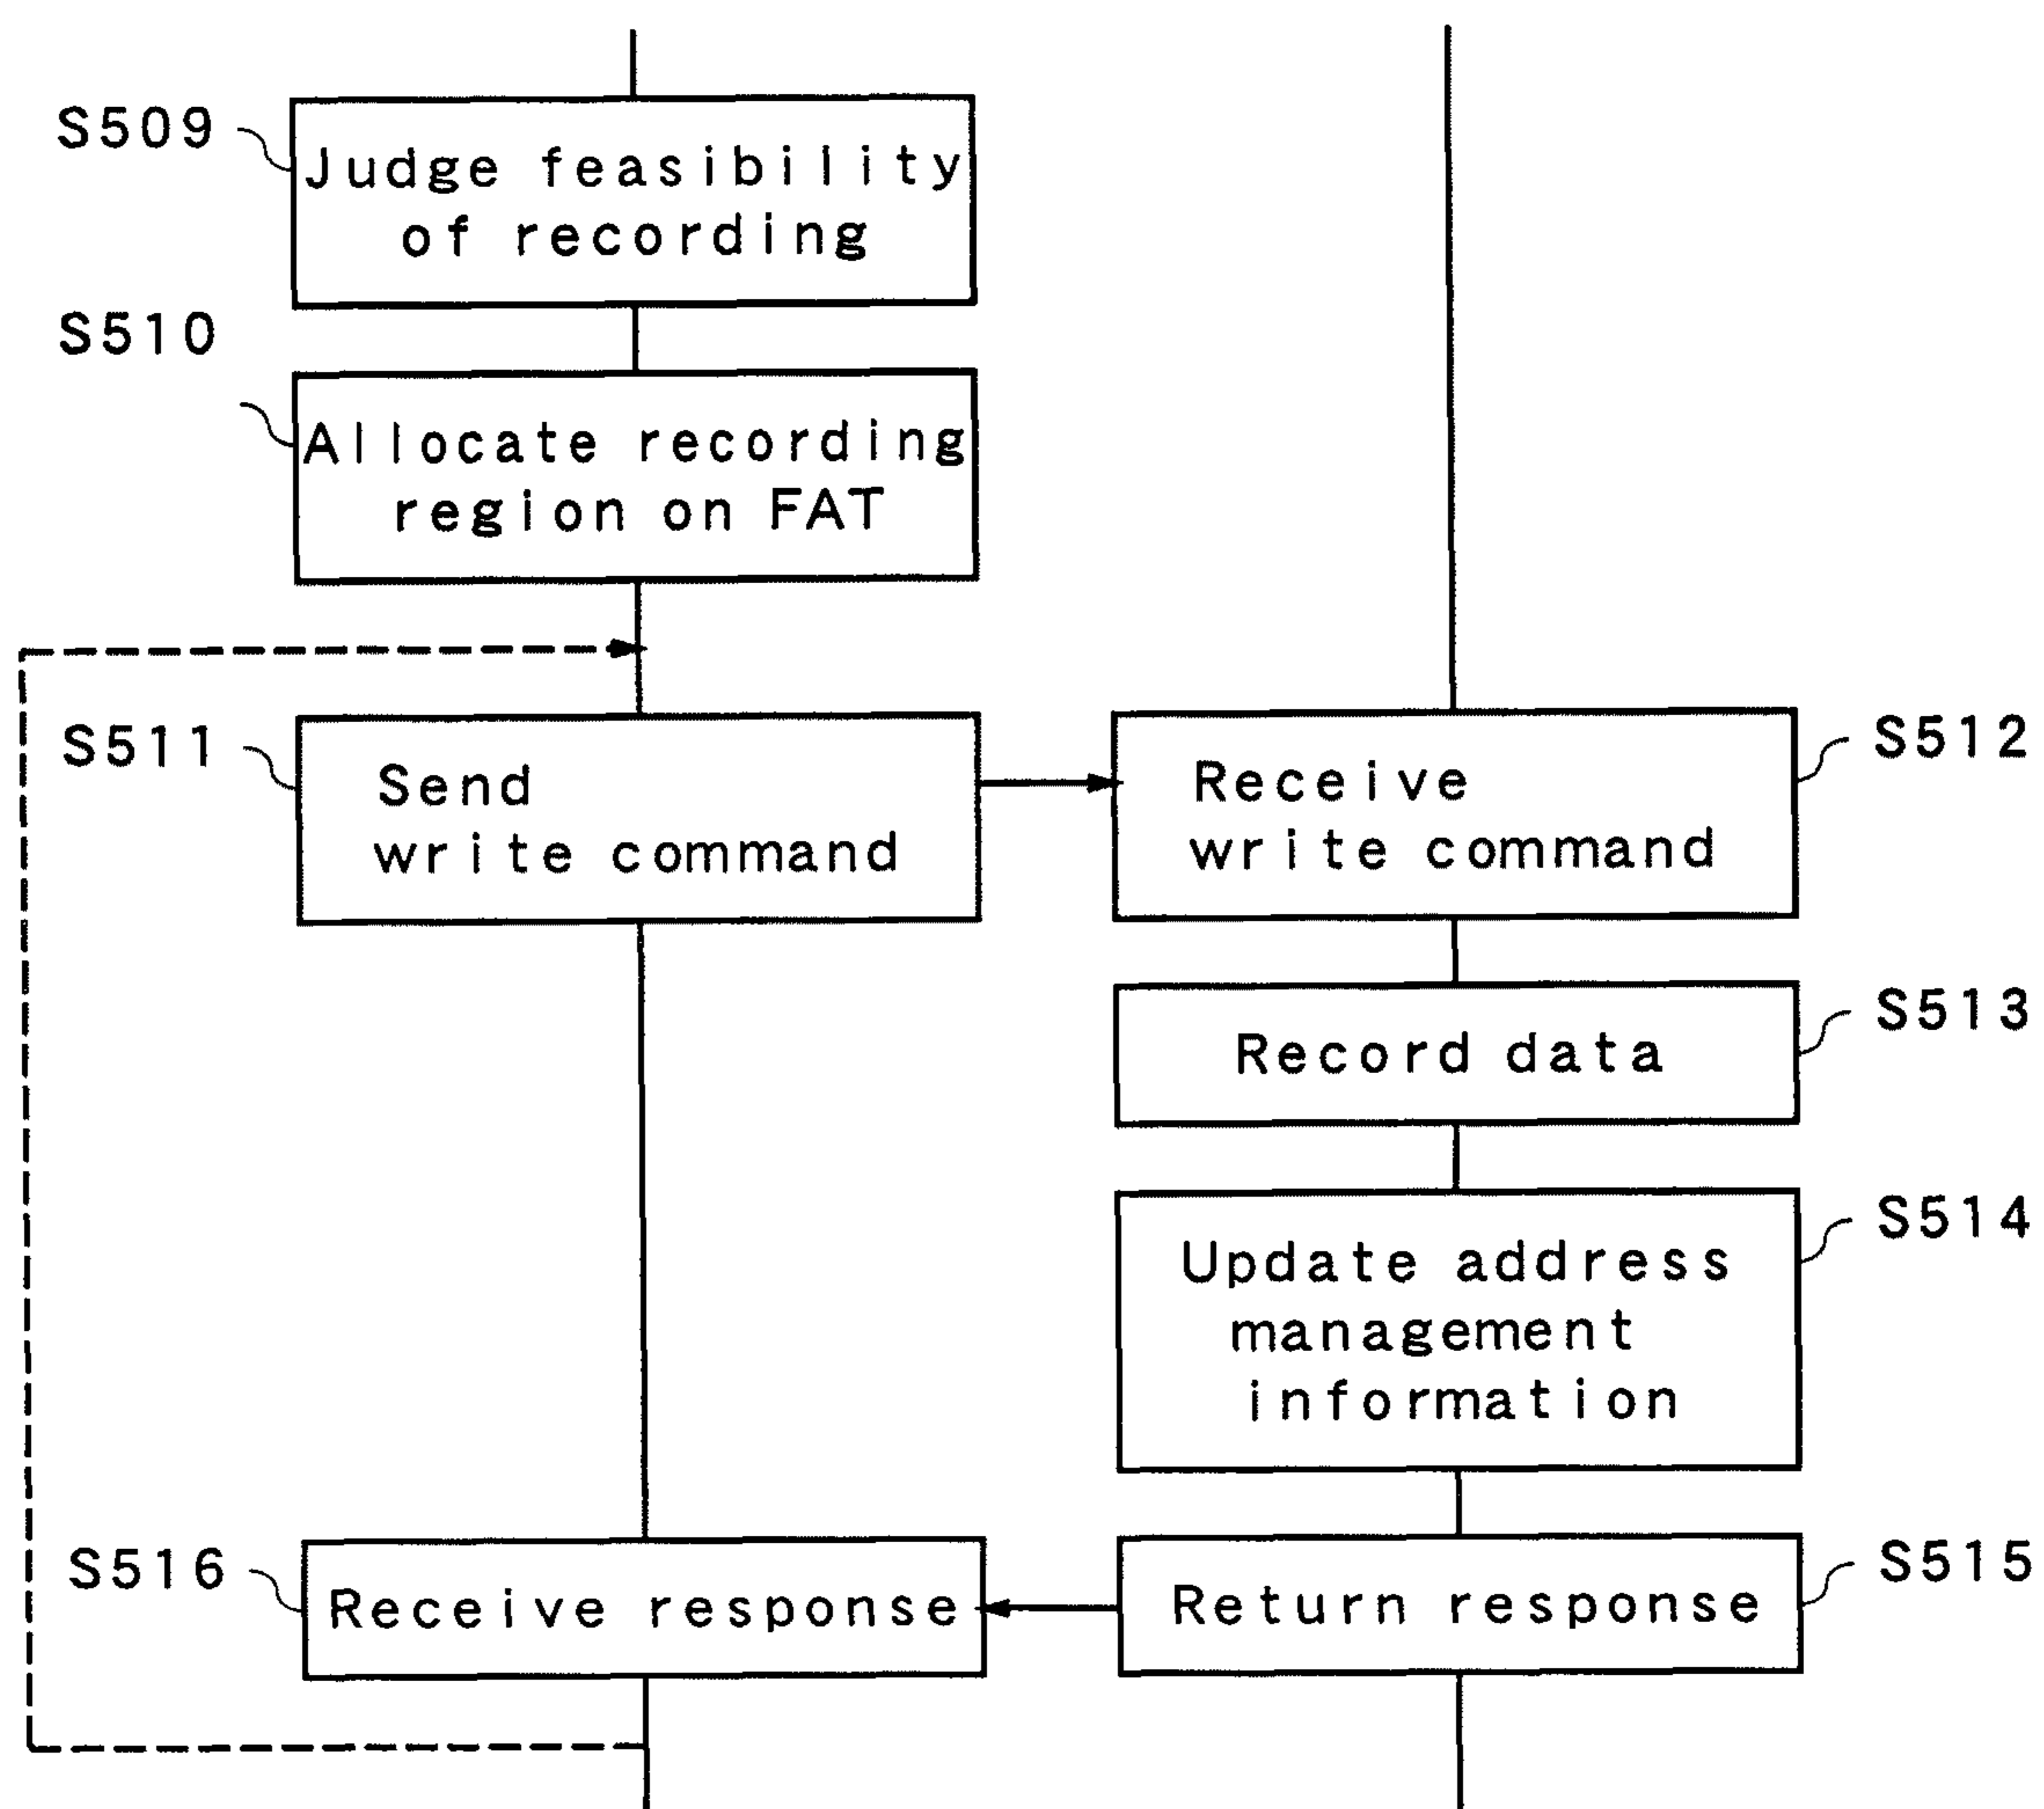 S509
Judge feasibility
of recording
S510
Allocate recording
region on FAT
S511
Send
write command
S512
Receive
write command
S513
Record data
S514
Update address
management
information
S516
Receive response
S515
Return response